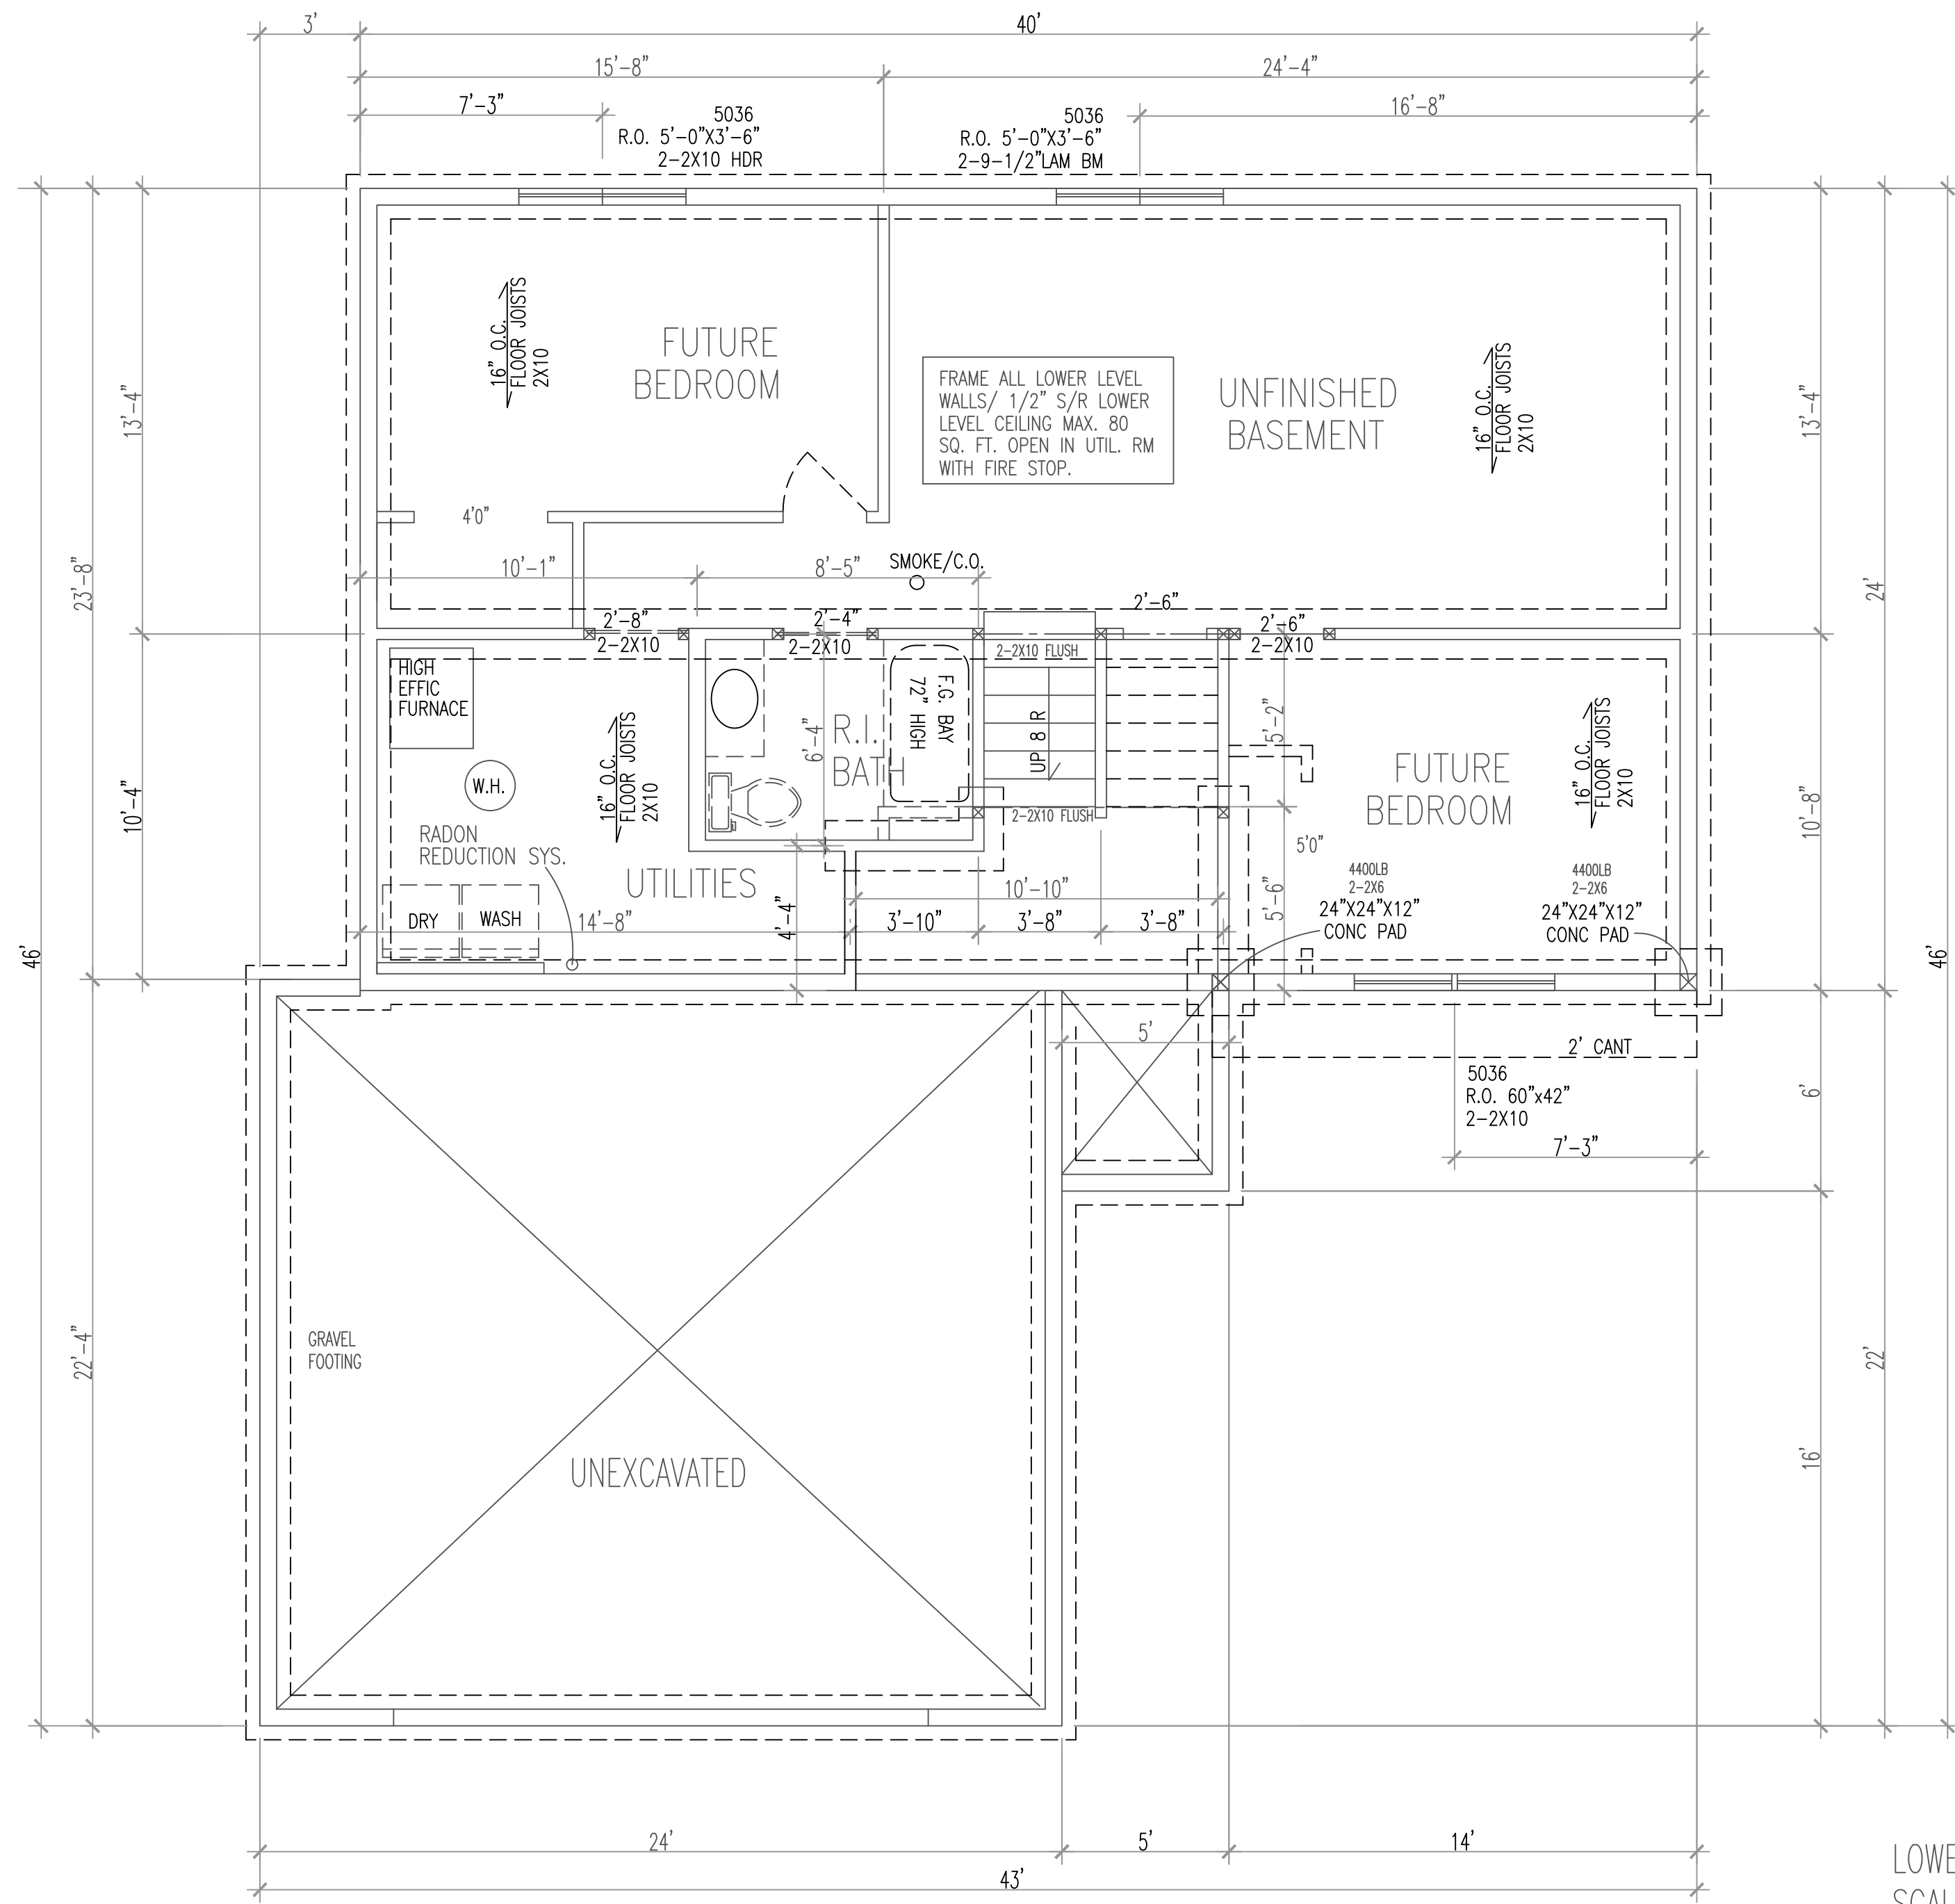 3'
40'
15'-8"
24'-4"
7'-3"
16'-8"
5036
R.O. 5'-0"X3'-6"
2-2X10 HDR
5036
R.O. 5'-0"X3'-6"
2-9-1/2"LAM BM
16" O.C.
FLOOR JOISTS
2X10
FUTURE
BEDROOM
FRAME ALL LOWER LEVEL
WALLS/ 1/2" S/R LOWER
LEVEL CEILING MAX. 80
SQ. FT. OPEN IN UTIL. RM
WITH FIRE STOP.
UNFINISHED
BASEMENT
16" O.C.
FLOOR JOISTS
2X10
13'-4"
13'-4"
4'0"
10'-1"
8'-5"
SMOKE/C.O.
23'-8"
24'
2'-8"
2-2X10
2'-4"
2-2X10
2'-6"
2'-6"
2-2X10
2-2X10 FLUSH
HIGH
EFFIC
FURNACE
W.H.
16" O.C.
FLOOR JOISTS
2X10
6'-4"
R.I.
BATH
F.G. BAY
72" HIGH
UP 8 R
2-2X10 FLUSH
5'-2"
FUTURE
BEDROOM
16" O.C.
FLOOR JOISTS
2X10
10'-4"
10'-8"
RADON
REDUCTION SYS.
UTILITIES
5'0"
4400LB
2-2X6
24"X24"X12"
CONC PAD
4400LB
2-2X6
24"X24"X12"
CONC PAD
10'-10"
5'-6"
DRY
WASH
14'-8"
4'-4"
3'-10"
3'-8"
3'-8"
46'
46'
5'
2' CANT
5036
R.O. 60"x42"
2-2X10
7'-3"
6'
GRAVEL
FOOTING
22'-4"
22'
16'
UNEXCAVATED
24'
5'
14'
43'